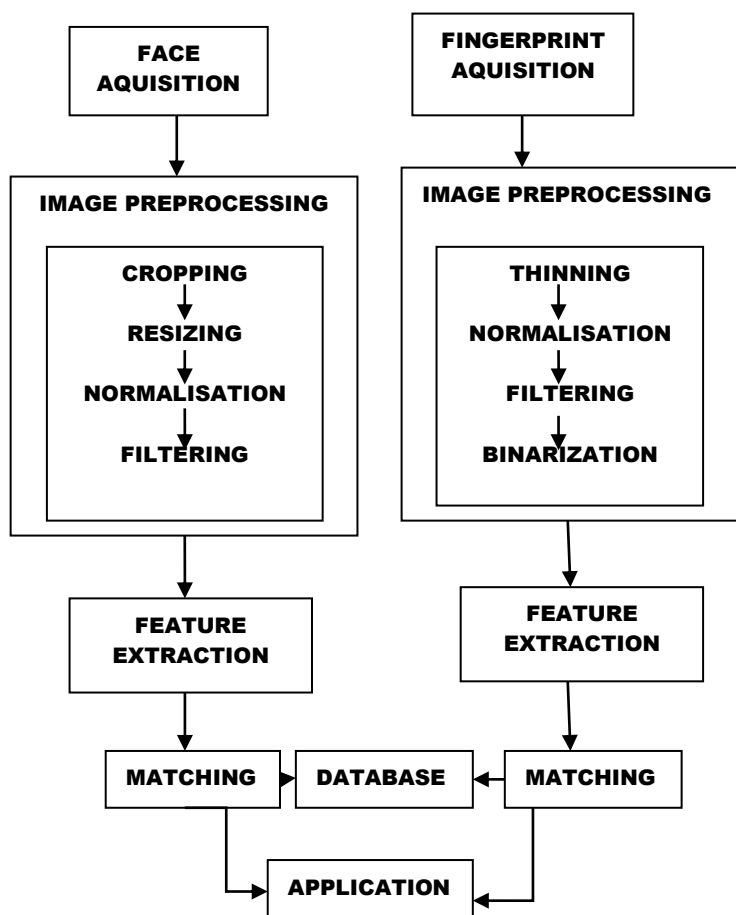 FACE
AQUISITION
FINGERPRINT
AQUISITION
IMAGE PREPROCESSING
CROPPING
RESIZING
NORMALISATION
FILTERING
IMAGE PREPROCESSING
THINNING
NORMALISATION
FILTERING
BINARIZATION
FEATURE
EXTRACTION
FEATURE
EXTRACTION
MATCHING
DATABASE
MATCHING
APPLICATION